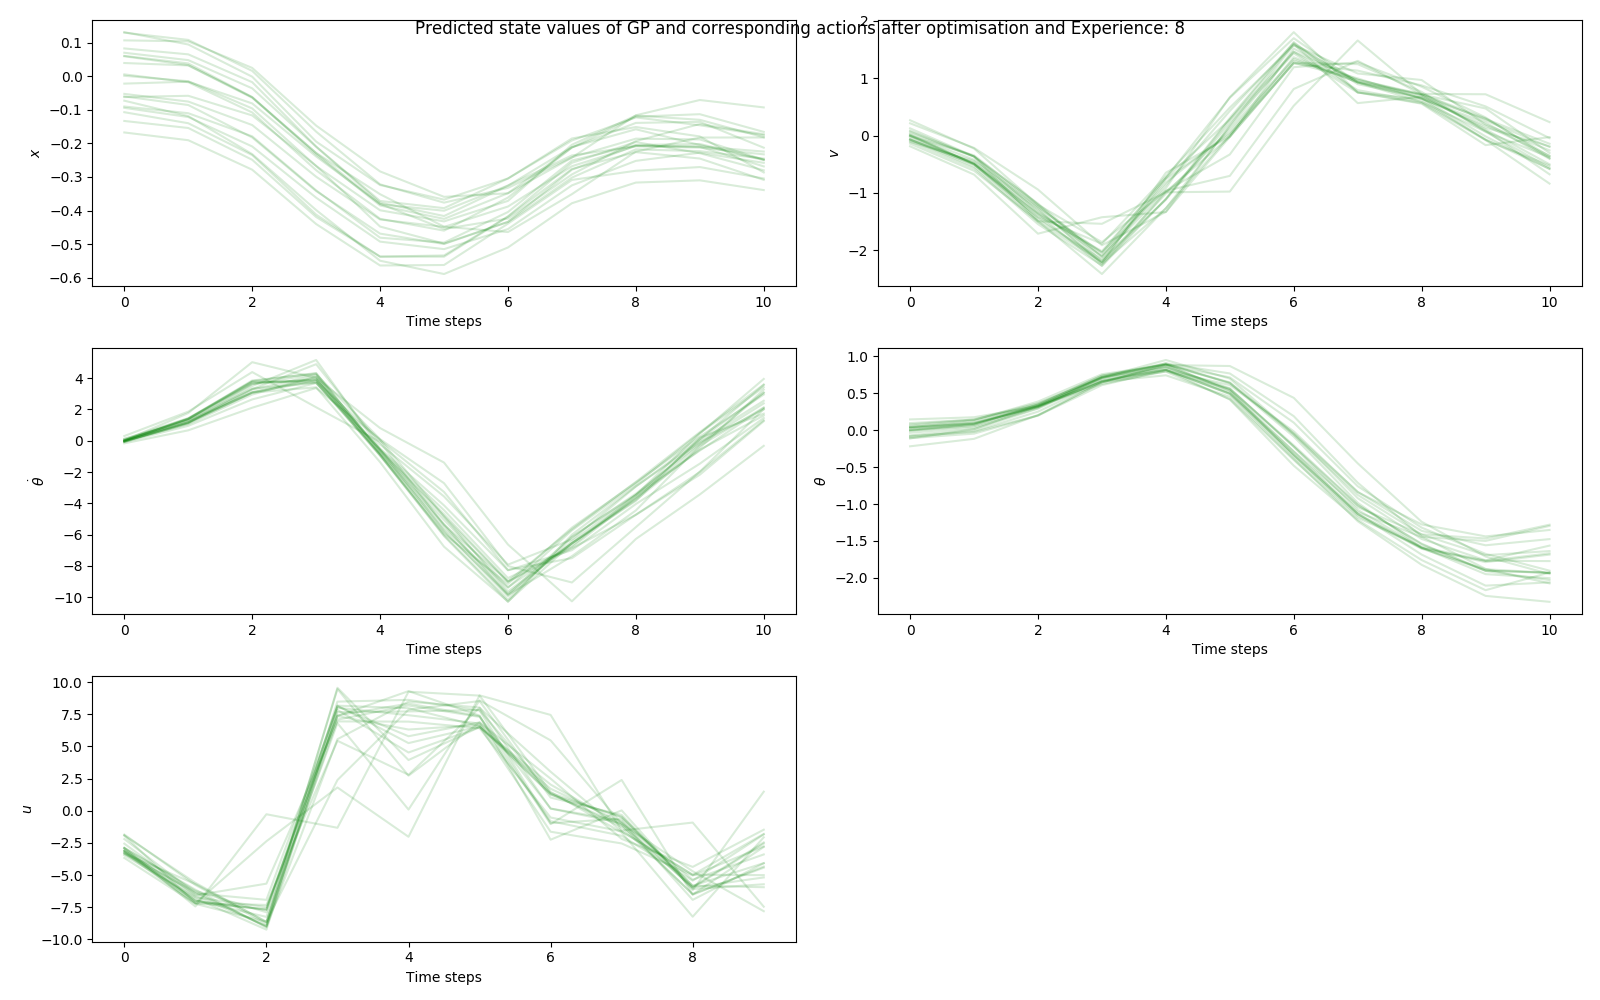 Predicted state values of GP and corresponding actions after optimisation and Experience: 8
0.1
0.0
−0.1
−0.2
−0.3
−0.4
−0.5
−0.6
x
0 2 4 6 8 10
Time steps
2
1
0
−1
−2
v
0 2 4 6 8 10
Time steps
4
2
0
−2
−4
−6
−8
−10
θ̇
0 2 4 6 8 10
Time steps
1.0
0.5
0.0
−0.5
−1.0
−1.5
−2.0
θ
0 2 4 6 8 10
Time steps
10.0
7.5
5.0
2.5
0.0
−2.5
−5.0
−7.5
−10.0
u
0 2 4 6 8
Time steps